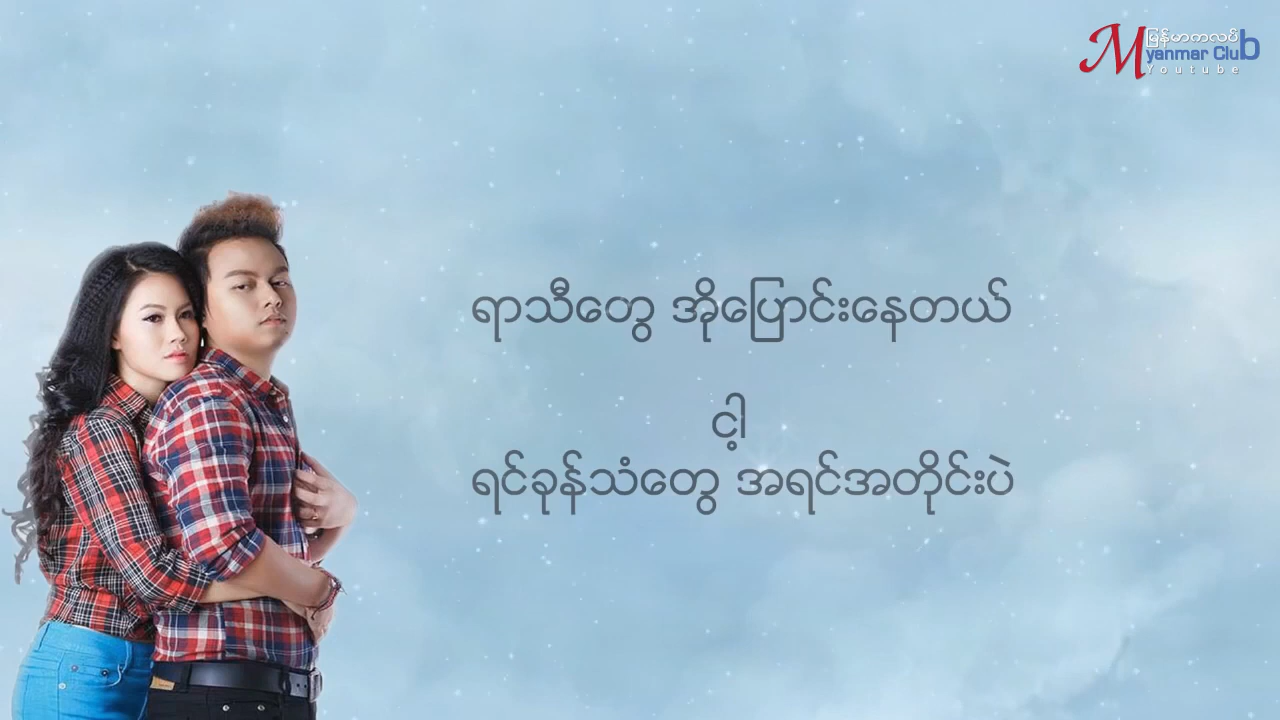 မြန်မာကလပ်
Myanmar Club
Youtube
ရာသီတွေ အိုပြောင်းနေတယ်
ငါ့
ရင်ခုန်သံတွေ အရင်အတိုင်းပဲ